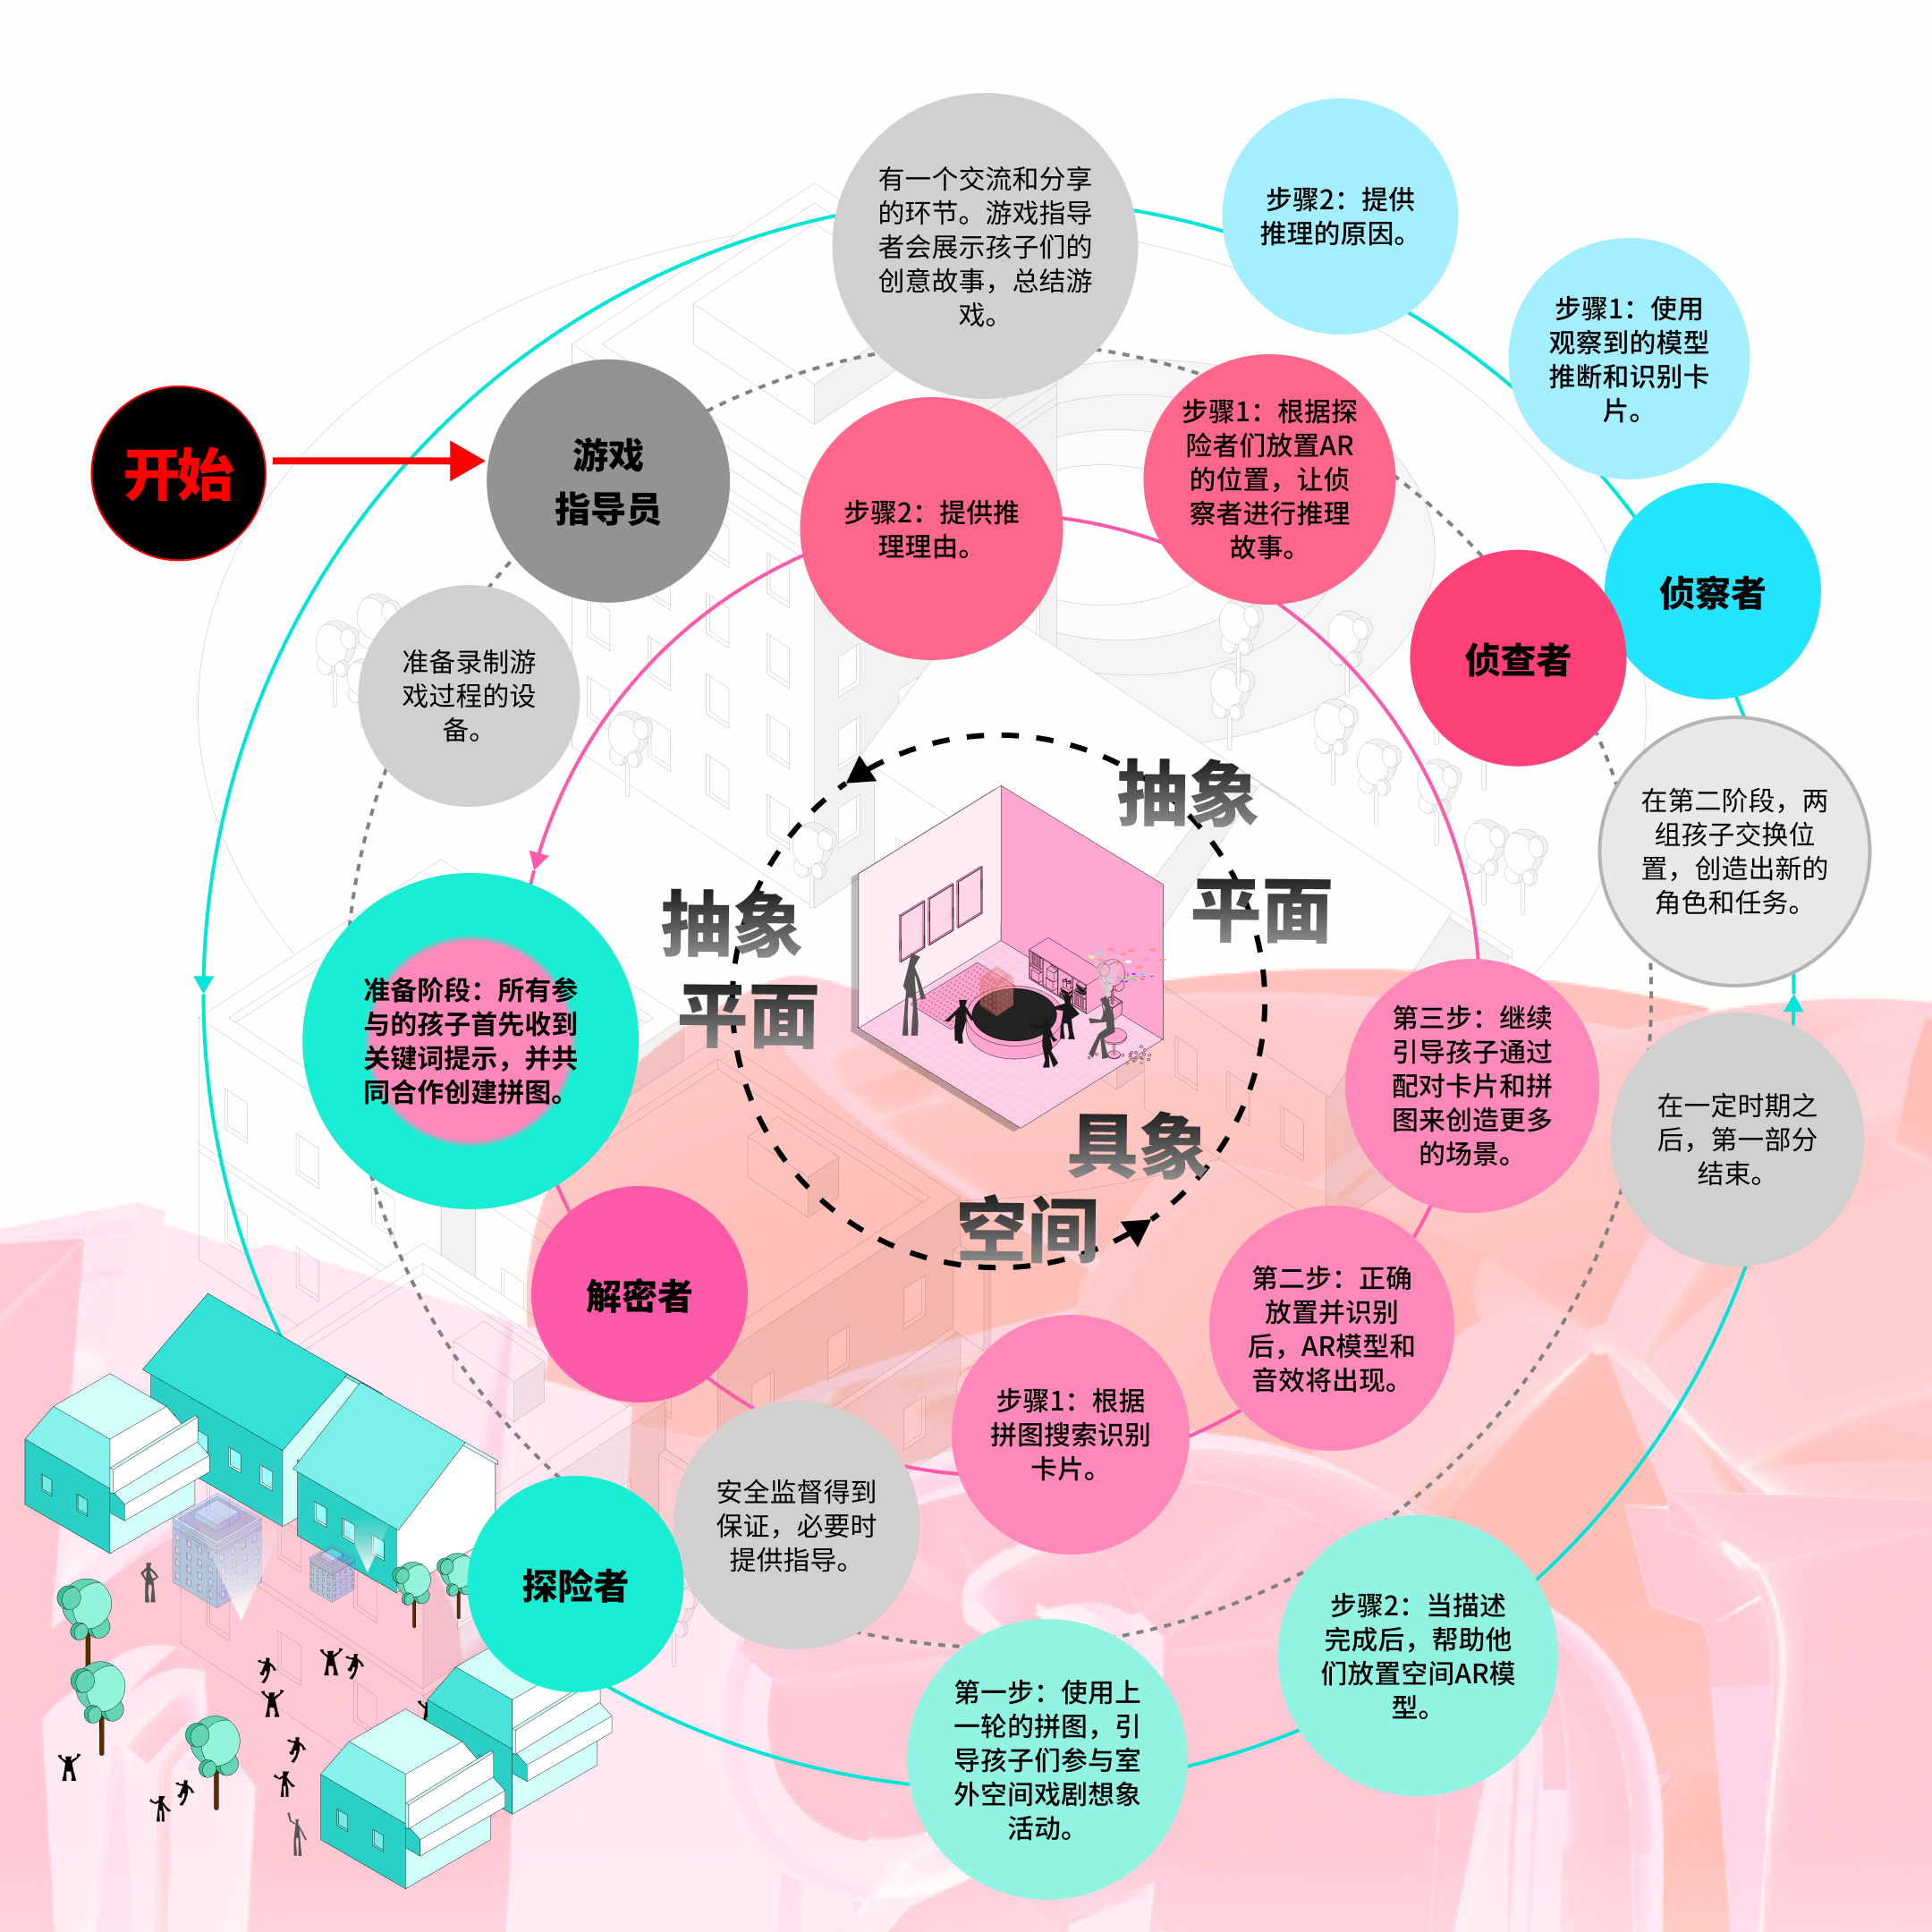 有一个交流和分享
的环节。游戏指导
者会展示孩子们的
创意故事，总结游
戏。
步骤2：提供
推理的原因。
步骤1：使用
观察到的模型
推断和识别卡
片。
开始
游戏
指导员
步骤2：提供推
理理由。
步骤1：根据探
险者们放置AR
的位置，让侦
察者进行推理
故事。
侦察者
侦查者
准备录制游
戏过程的设
备。
抽象
平面
抽象
平面
具象
空间
在第二阶段，两
组孩子交换位
置，创造出新的
角色和任务。
准备阶段：所有参
与的孩子首先收到
关键词提示，并共
同合作创建拼图。
第三步：继续
引导孩子通过
配对卡片和拼
图来创造更多
的场景。
在一定时期之
后，第一部分
结束。
解密者
第二步：正确
放置并识别
后，AR模型和
音效将出现。
步骤1：根据
拼图搜索识别
卡片。
安全监督得到
保证，必要时
提供指导。
探险者
步骤2：当描述
完成后，帮助他
们放置空间AR模
型。
第一步：使用上
一轮的拼图，引
导孩子们参与室
外空间戏剧想象
活动。